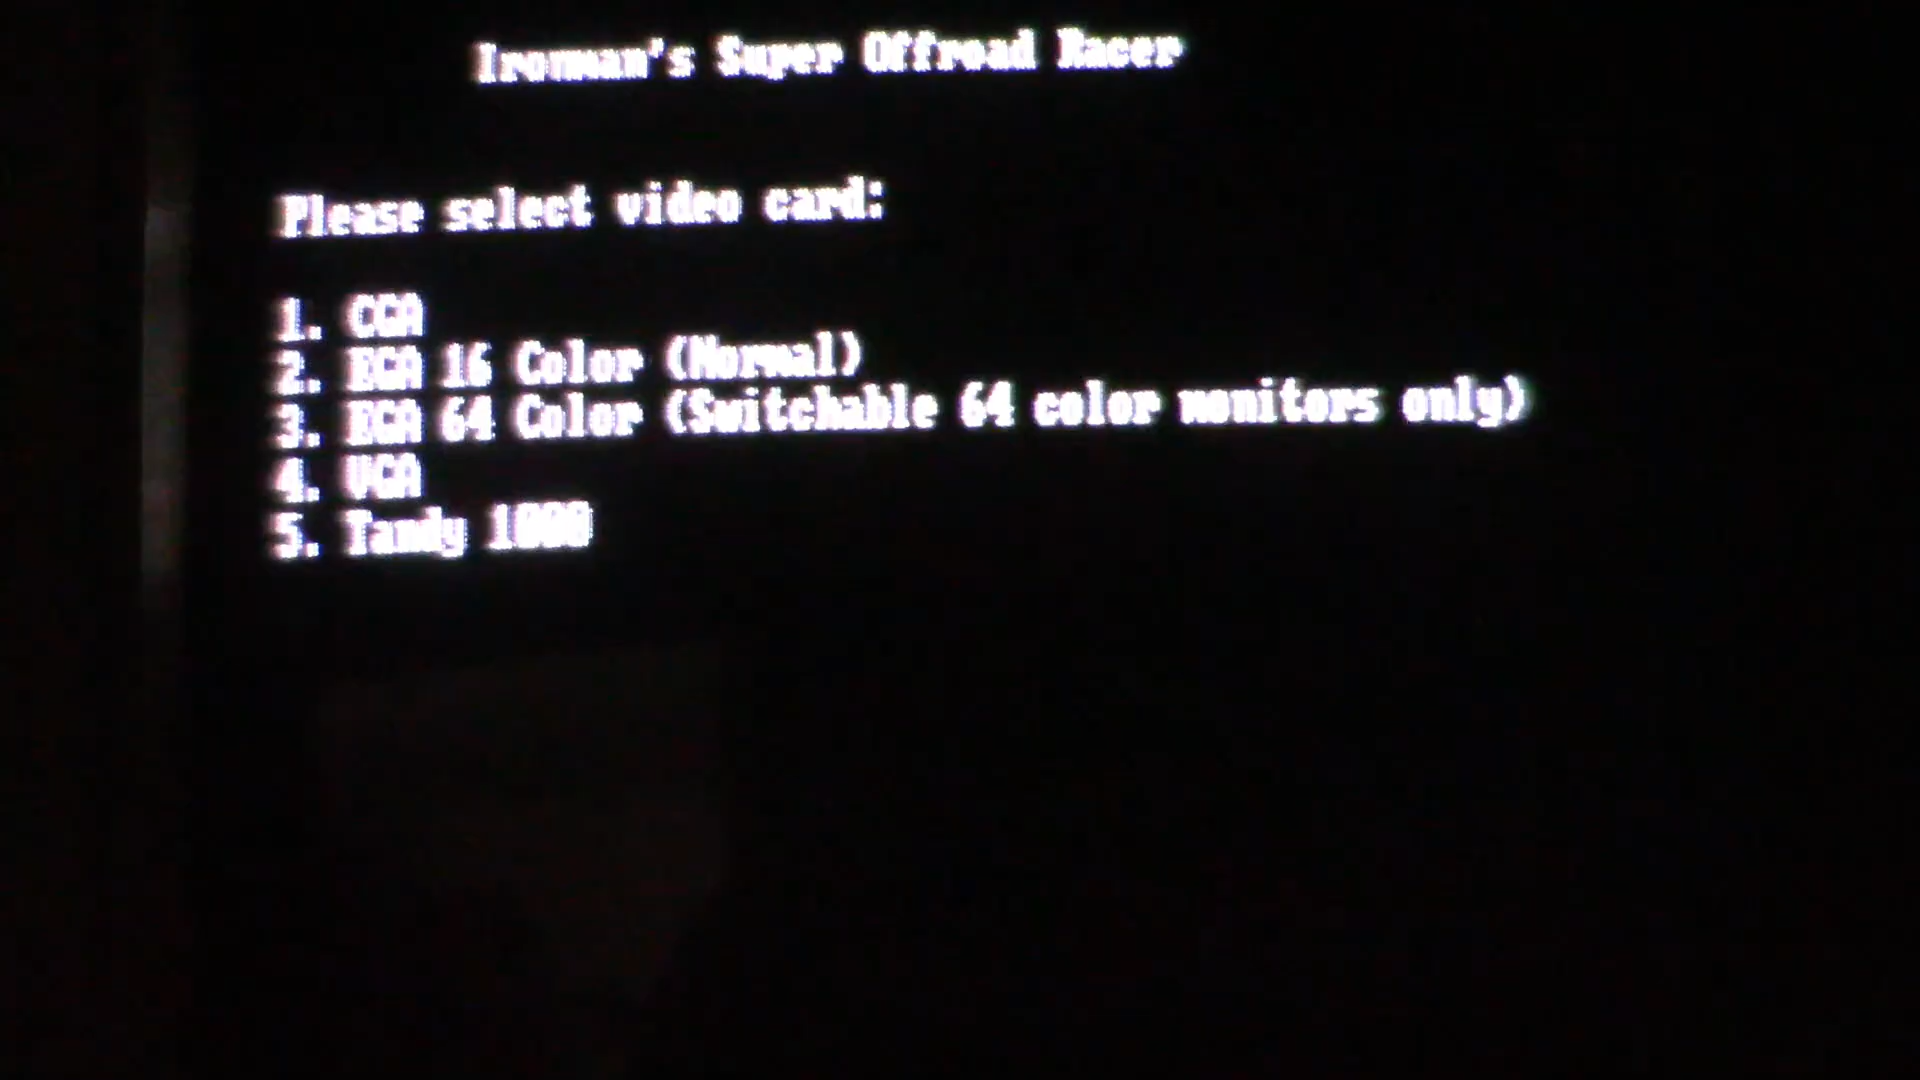 Ironman's Super Offroad Racer
Please select video card:
1. CGA
2. EGA 16 Color (Normal)
3. EGA 64 Color (Switchable 64 color monitors only)
4. VGA
5. Tandy 1000